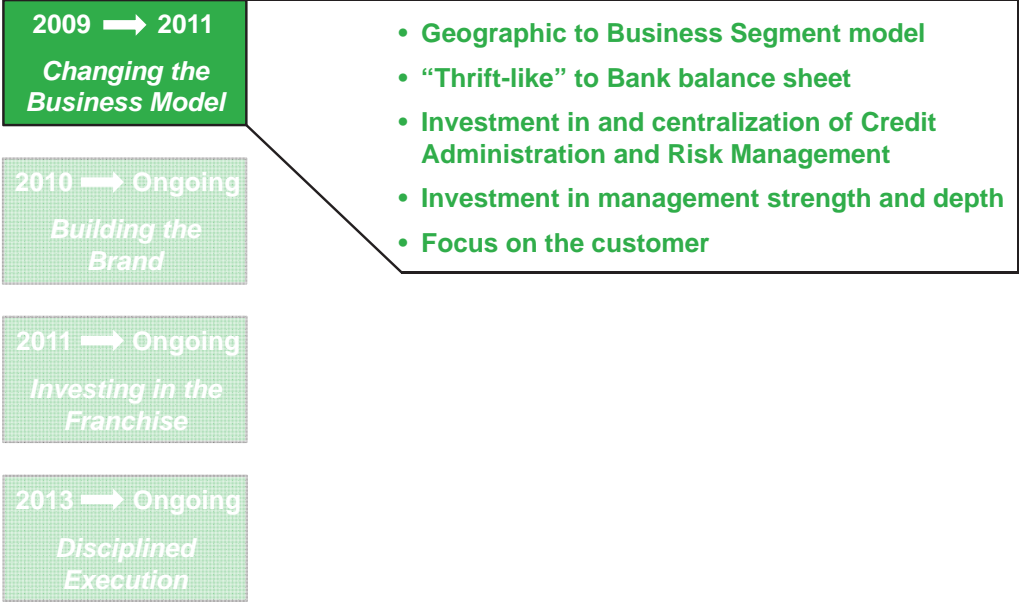 2009 → 2011
Changing the
Business Model
• Geographic to Business Segment model
• “Thrift-like” to Bank balance sheet
• Investment in and centralization of Credit
Administration and Risk Management
• Investment in management strength and depth
• Focus on the customer
2010 → Ongoing
Building the
Brand
2011 → Ongoing
Investing in the
Franchise
2013 → Ongoing
Disciplined
Execution